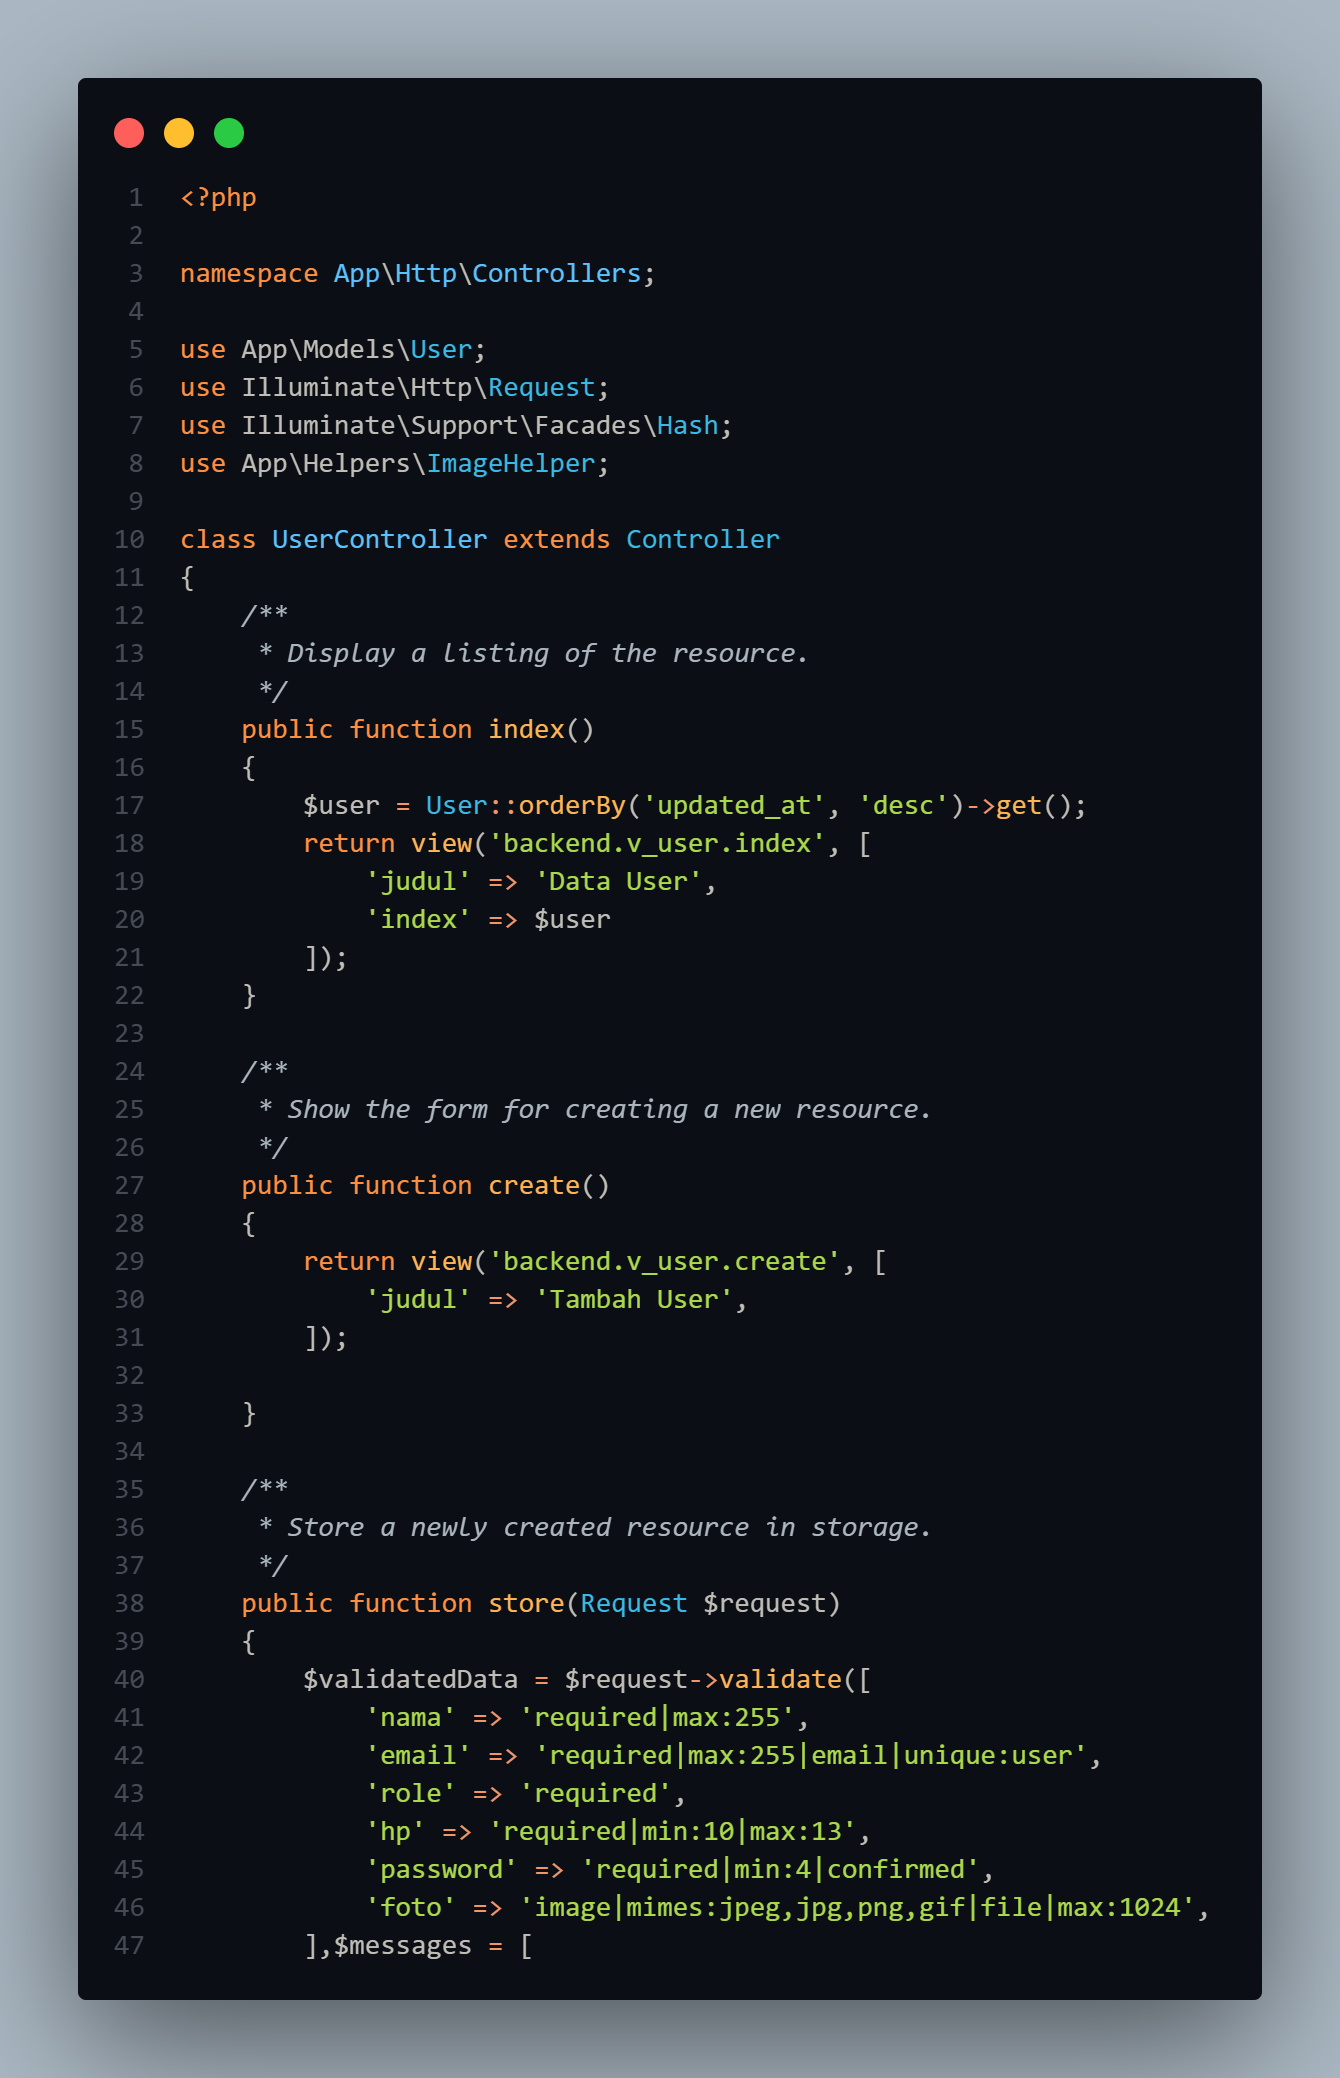 1 <?php
2
3 namespace App\Http\Controllers;
4
5 use App\Models\User;
6 use Illuminate\Http\Request;
7 use Illuminate\Support\Facades\Hash;
8 use App\Helpers\ImageHelper;
9
10 class UserController extends Controller
11 {
12     /**
13      * Display a listing of the resource.
14      */
15     public function index()
16     {
17         $user = User::orderBy('updated_at', 'desc')->get();
18         return view('backend.v_user.index', [
19             'judul' => 'Data User',
20             'index' => $user
21         ]);
22     }
23
24     /**
25      * Show the form for creating a new resource.
26      */
27     public function create()
28     {
29         return view('backend.v_user.create', [
30             'judul' => 'Tambah User',
31         ]);
32
33     }
34
35     /**
36      * Store a newly created resource in storage.
37      */
38     public function store(Request $request)
39     {
40         $validatedData = $request->validate([
41             'nama' => 'required|max:255',
42             'email' => 'required|max:255|email|unique:user',
43             'role' => 'required',
44             'hp' => 'required|min:10|max:13',
45             'password' => 'required|min:4|confirmed',
46             'foto' => 'image|mimes:jpeg,jpg,png,gif|file|max:1024',
47         ],$messages = [